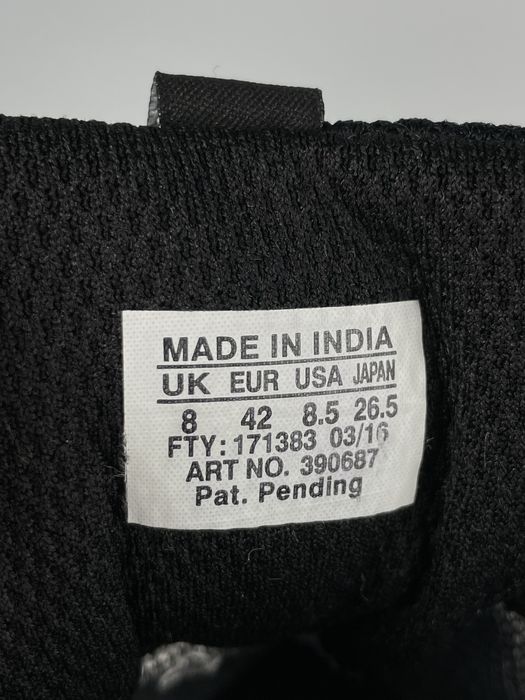 MADE IN INDIA
UK EUR USA JAPAN
8 42 8.5 26.5
FTY: 171383 03/16
ART NO. 390687
Pat. Pending